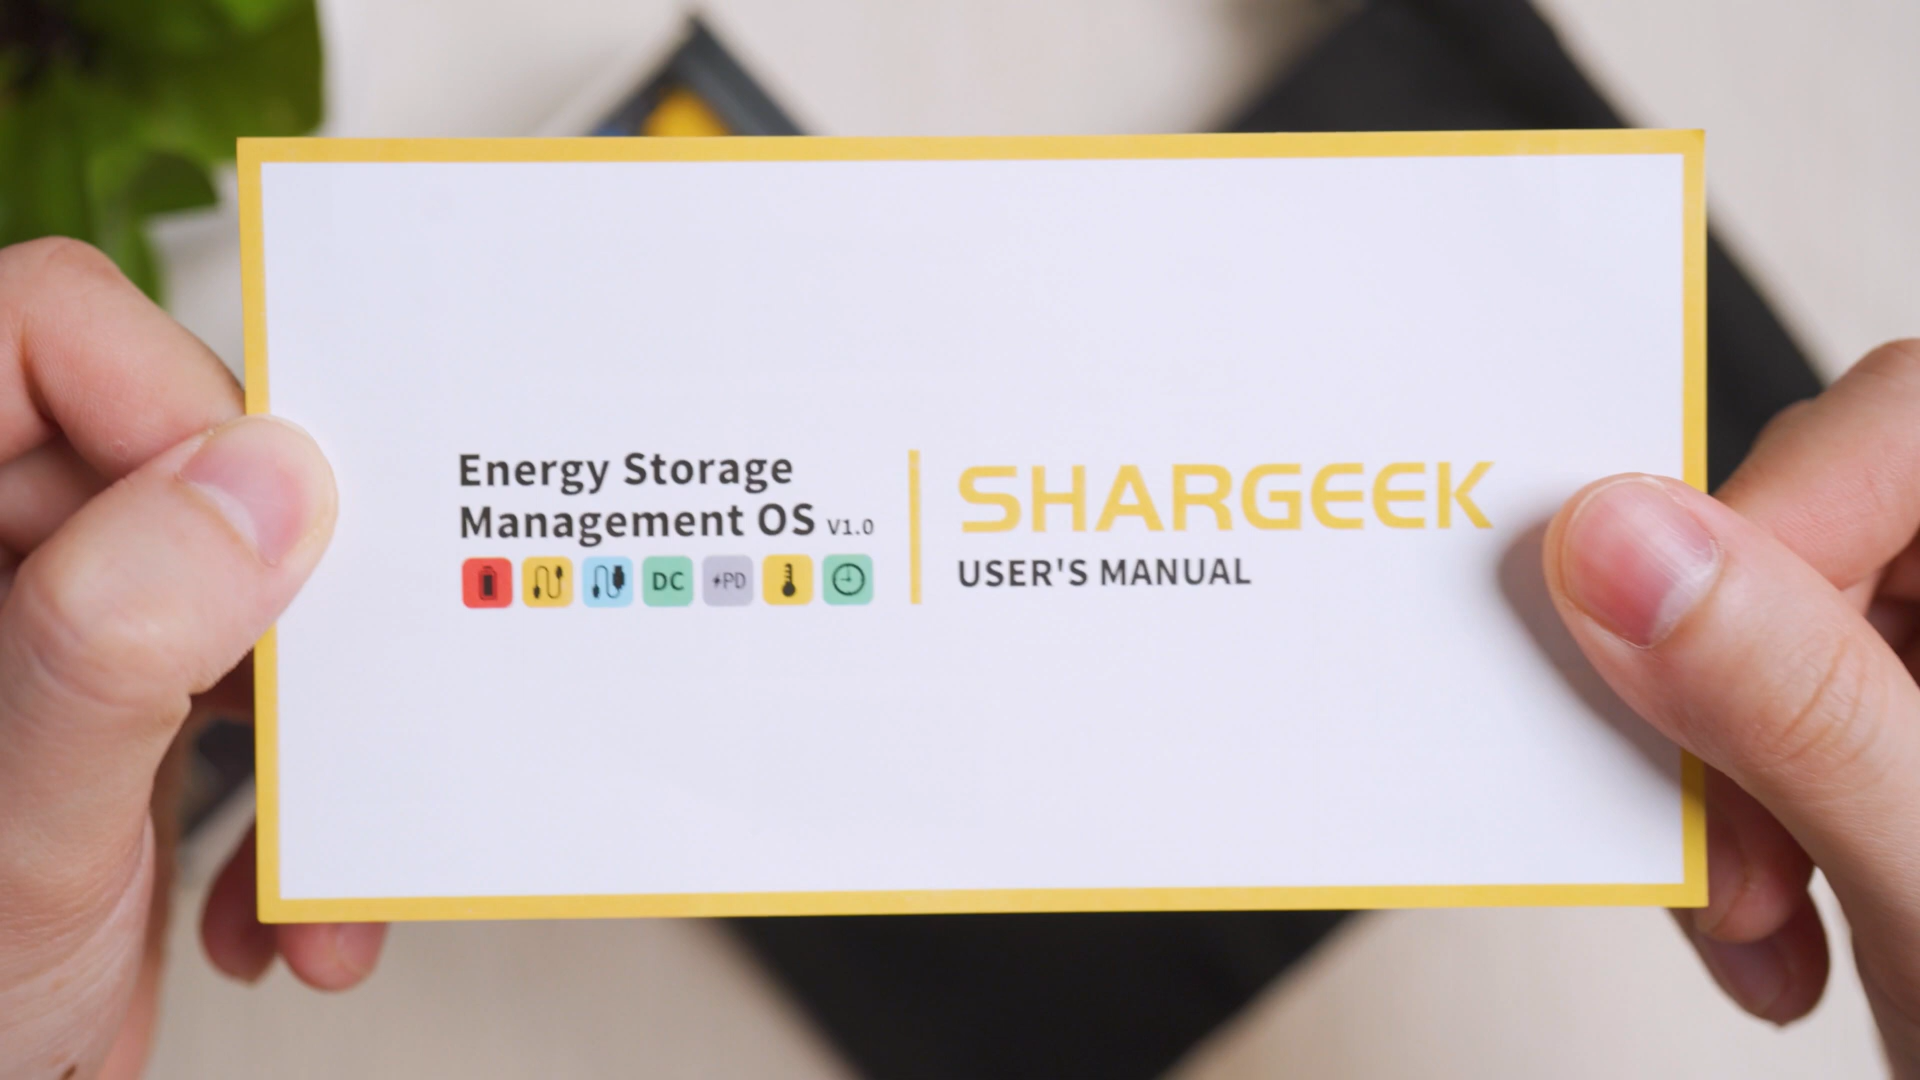 Energy Storage
Management OS V1.0
DC PD
SHARGEEK
USER'S MANUAL